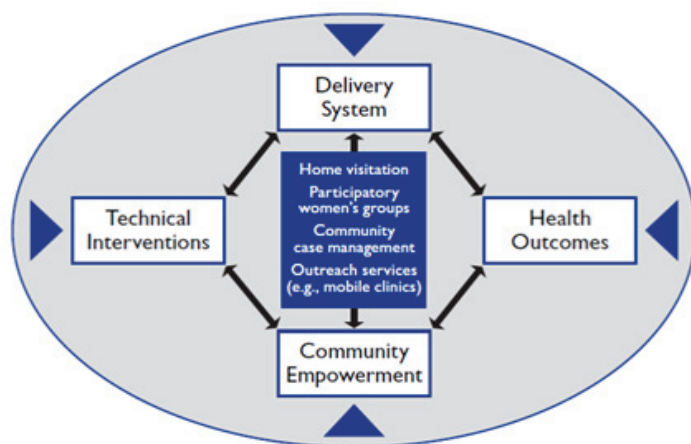 Delivery
System
Home visitation
Participatory
women's groups
Community
case management
Outreach services
(e.g., mobile clinics)
Technical
Interventions
Health
Outcomes
Community
Empowerment